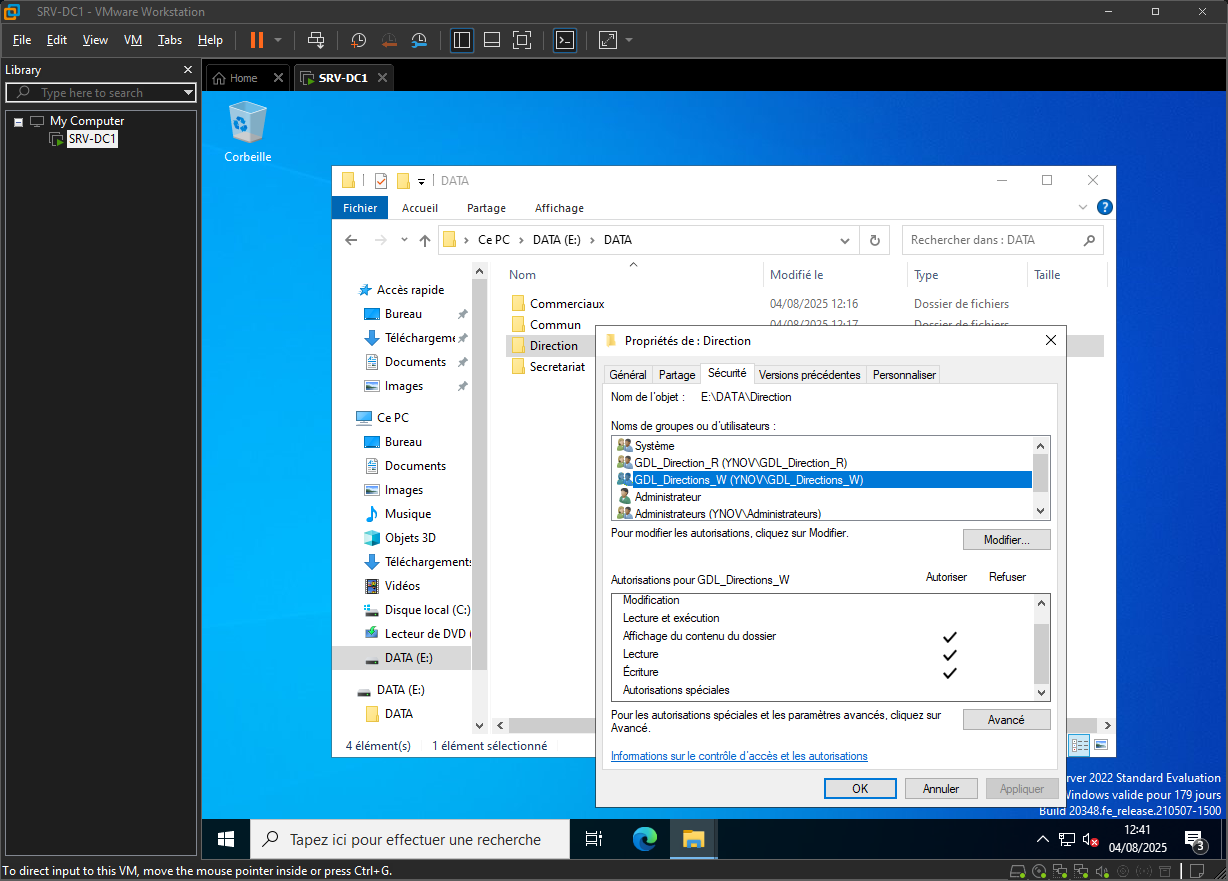 SRV-DC1 - VMware Workstation
File Edit View VM Tabs Help
Library
Type here to search
My Computer
SRV-DC1
Home
SRV-DC1
Corbeille
DATA
Fichier Accueil Partage Affichage
Ce PC > DATA (E:) > DATA
Rechercher dans : DATA
Nom Modifié le Type Taille
Accès rapide
Bureau
Téléchargeme
Documents
Images
Ce PC
Bureau
Documents
Images
Musique
Objets 3D
Téléchargements
Vidéos
Disque local (C:)
Lecteur de DVD (
DATA (E:)
DATA (E:)
DATA
Commerciaux 04/08/2025 12:16 Dossier de fichiers
Commun 04/08/2025 12:17 Dossier de fichiers
Direction
Secretariat
4 élément(s) 1 élément sélectionné
Propriétés de : Direction
Général Partage Sécurité Versions précédentes Personnaliser
Nom de l'objet : E:\DATA\Direction
Noms de groupes ou d'utilisateurs :
Système
GDL_Direction_R (YNOV\GDL_Direction_R)
GDL_Directions_W (YNOV\GDL_Directions_W)
Administrateur
Administrateurs (YNOV\Administrateurs)
Pour modifier les autorisations, cliquez sur Modifier.
Modifier...
Autorisations pour GDL_Directions_W Autoriser Refuser
Modification
Lecture et exécution
Affichage du contenu du dossier
Lecture
Écriture
Autorisations spéciales
Pour les autorisations spéciales et les paramètres avancés, cliquez sur
Avancé.
Avancé
Informations sur le contrôle d'accès et les autorisations
OK Annuler Appliquer
rver 2022 Standard Evaluation
Windows valide pour 179 jours
Build 20348.fe_release.210507-1500
Tapez ici pour effectuer une recherche
12:41
04/08/2025
3
To direct input to this VM, move the mouse pointer inside or press Ctrl+G.